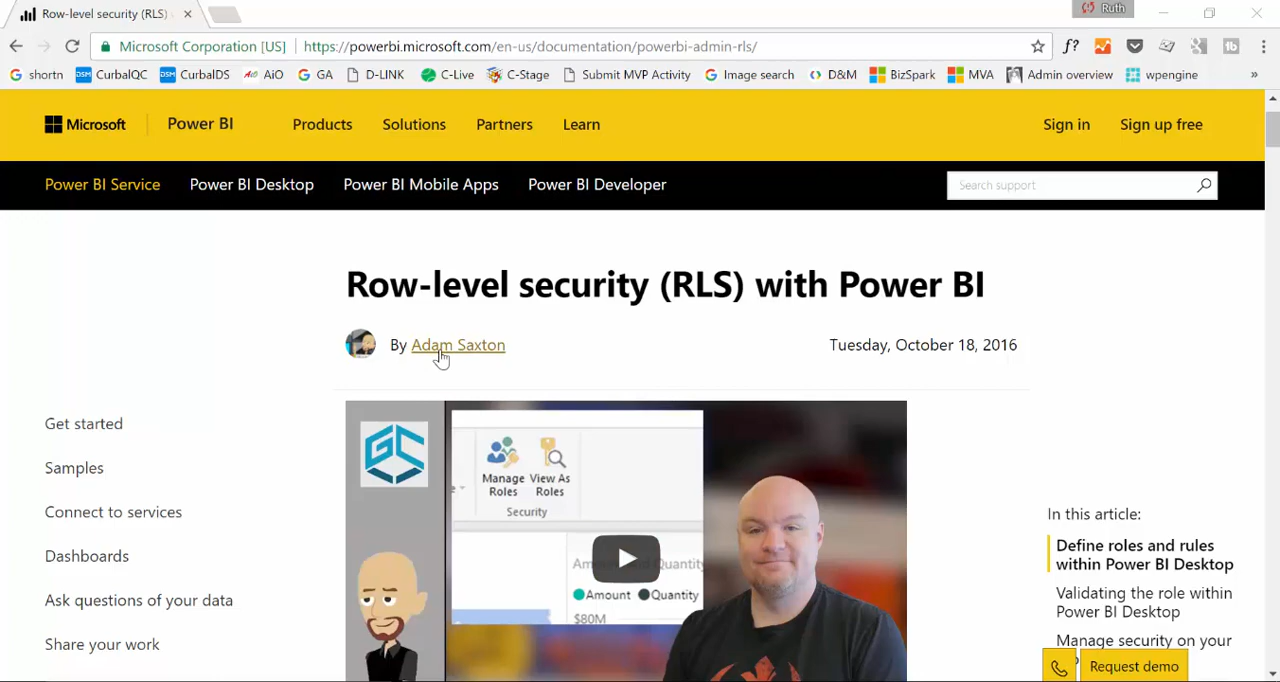 Row-level security (RLS)
Ruth
Microsoft Corporation [US]
https://powerbi.microsoft.com/en-us/documentation/powerbi-admin-rls/
f?
shortn
CurbalQC
CurbalDS
AiO
GA
D-LINK
C-Live
C-Stage
Submit MVP Activity
Image search
D&M
BizSpark
MVA
Admin overview
wpengine
»
Microsoft
Power BI
Products
Solutions
Partners
Learn
Sign in
Sign up free
Power BI Service
Power BI Desktop
Power BI Mobile Apps
Power BI Developer
Search support
Row-level security (RLS) with Power BI
By Adam Saxton
Tuesday, October 18, 2016
Get started
Samples
Connect to services
Dashboards
Ask questions of your data
Share your work
GC
Manage Roles
View As Roles
Security
Amount and Quantity
Amount
Quantity
$80M
In this article:
Define roles and rules
within Power BI Desktop
Validating the role within
Power BI Desktop
Manage security on your
Request demo